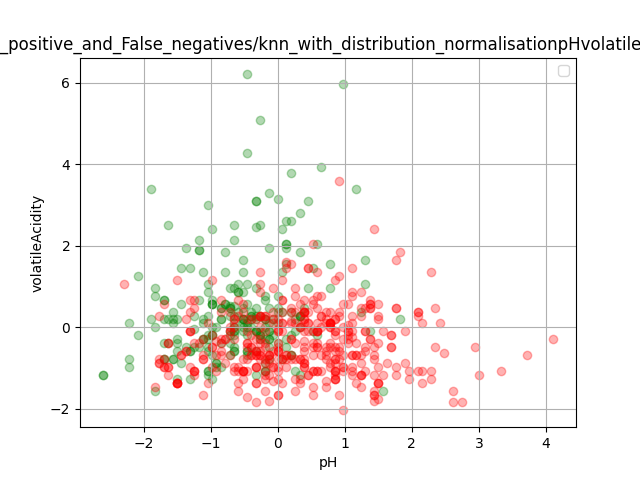 _positive_and_False_negatives/knn_with_distribution_normalisationpHvolatile
6
4
2
0
−2
volatileAcidity
−2 −1 0 1 2 3 4
pH